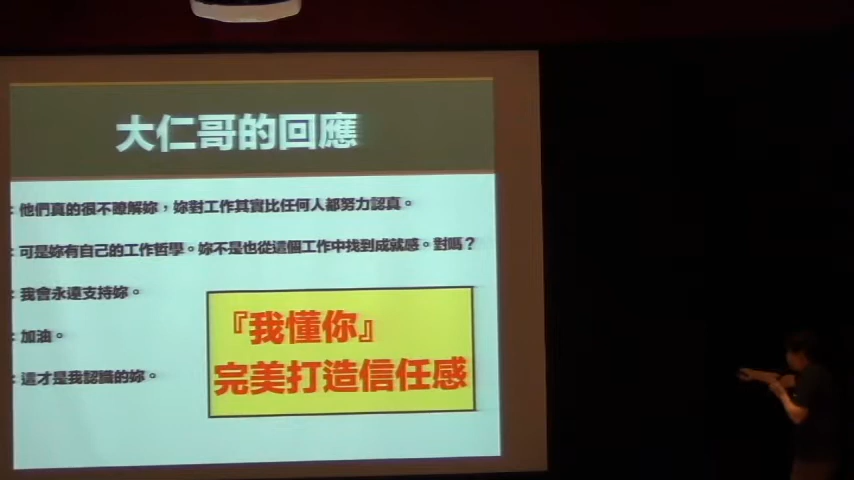 大仁哥的回應
：他們真的很不瞭解妳，妳對工作其實比任何人都努力認真。
：可是妳有自己的工作哲學。妳不是也從這個工作中找到成就感。對嗎？
：我會永遠支持妳。
：加油。
：這才是我認識的妳。
『我懂你』
完美打造信任感